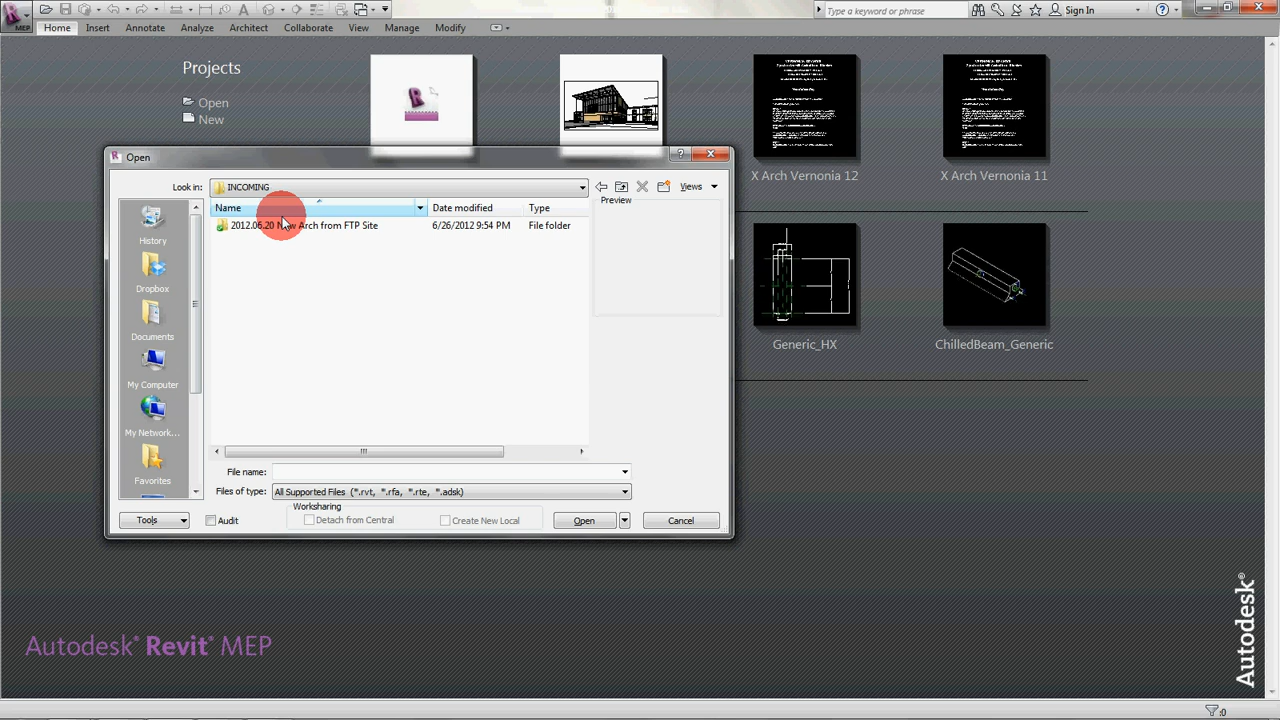 MEP
Type a keyword or phrase
Sign In
Home
Insert
Annotate
Analyze
Architect
Collaborate
View
Manage
Modify
Projects
Open
New
X Arch Vernonia 12
X Arch Vernonia 11
Generic_HX
ChilledBeam_Generic
Open
Look in:
INCOMING
Views
Name
Date modified
Type
2012.06.20 New Arch from FTP Site
6/26/2012 9:54 PM
File folder
Preview
History
Dropbox
Documents
My Computer
My Network...
Favorites
File name:
Files of type:
All Supported Files (*.rvt, *.rfa, *.rte, *.adsk)
Worksharing
Tools
Audit
Detach from Central
Create New Local
Open
Cancel
Autodesk® Revit® MEP
Autodesk®
:0